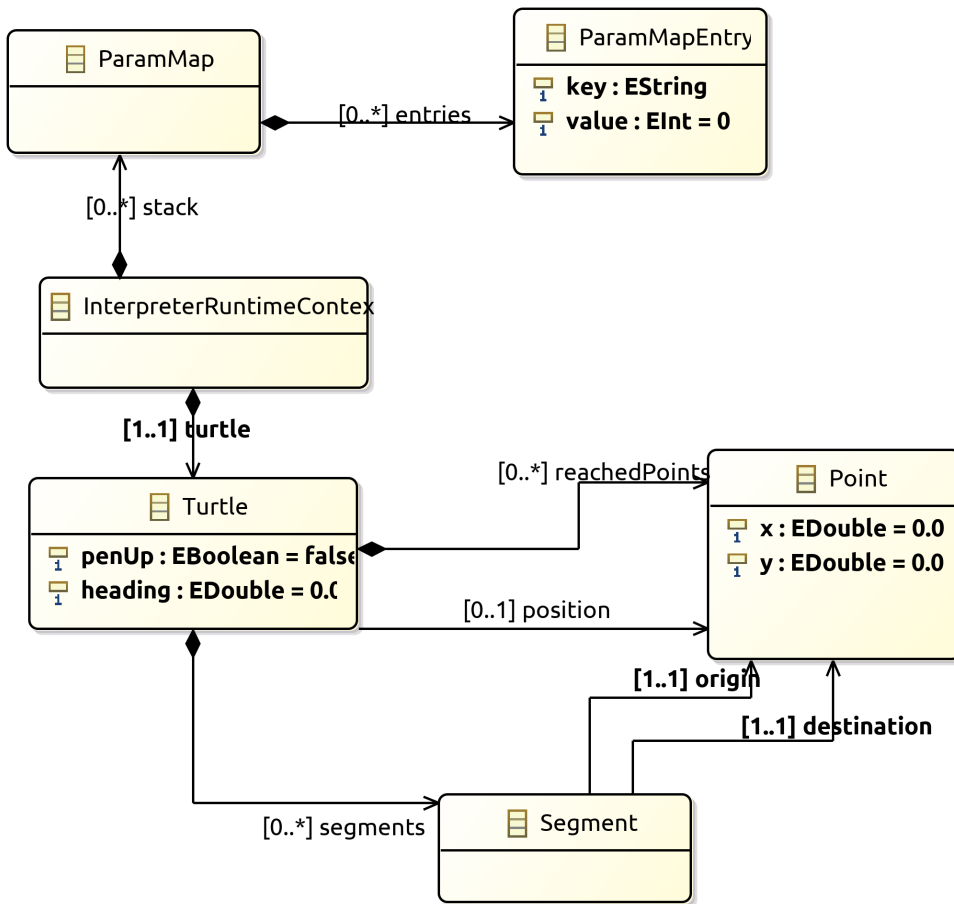 ParamMap
ParamMapEntry
key : EString
value : EInt = 0
[0..*] entries
[0..*] stack
InterpreterRuntimeContex
[1..1] turtle
Turtle
penUp : EBoolean = false
heading : EDouble = 0.0
[0..*] reachedPoints
Point
x : EDouble = 0.0
y : EDouble = 0.0
[0..1] position
[1..1] origin
[1..1] destination
[0..*] segments
Segment